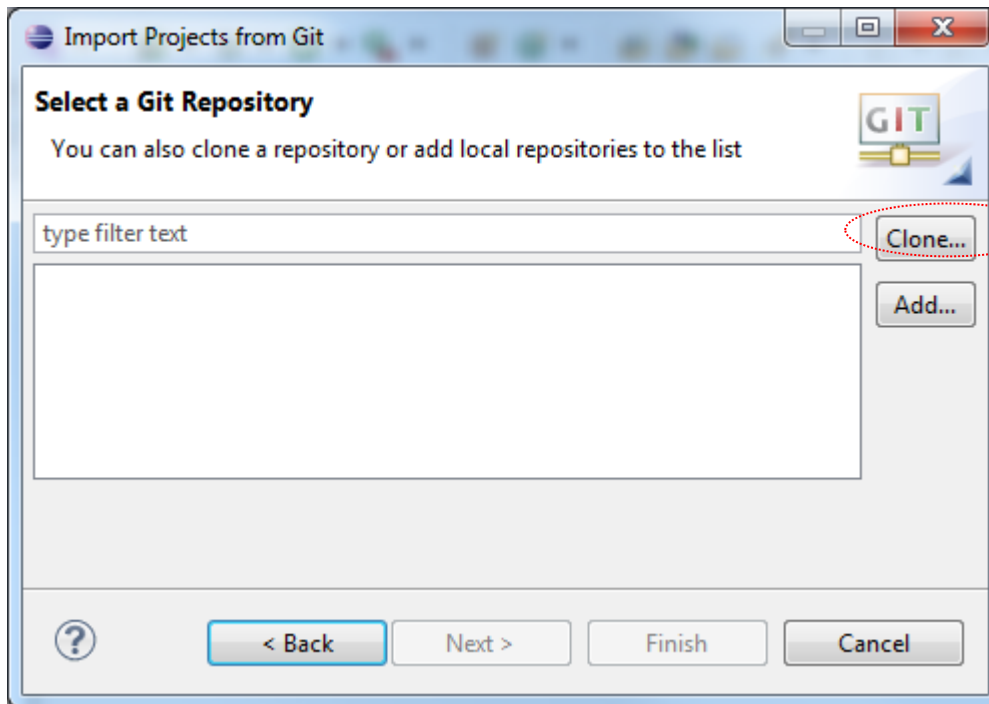 Import Projects from Git
Select a Git Repository
You can also clone a repository or add local repositories to the list
GIT
type filter text
Clone...
Add...
?
< Back
Next >
Finish
Cancel